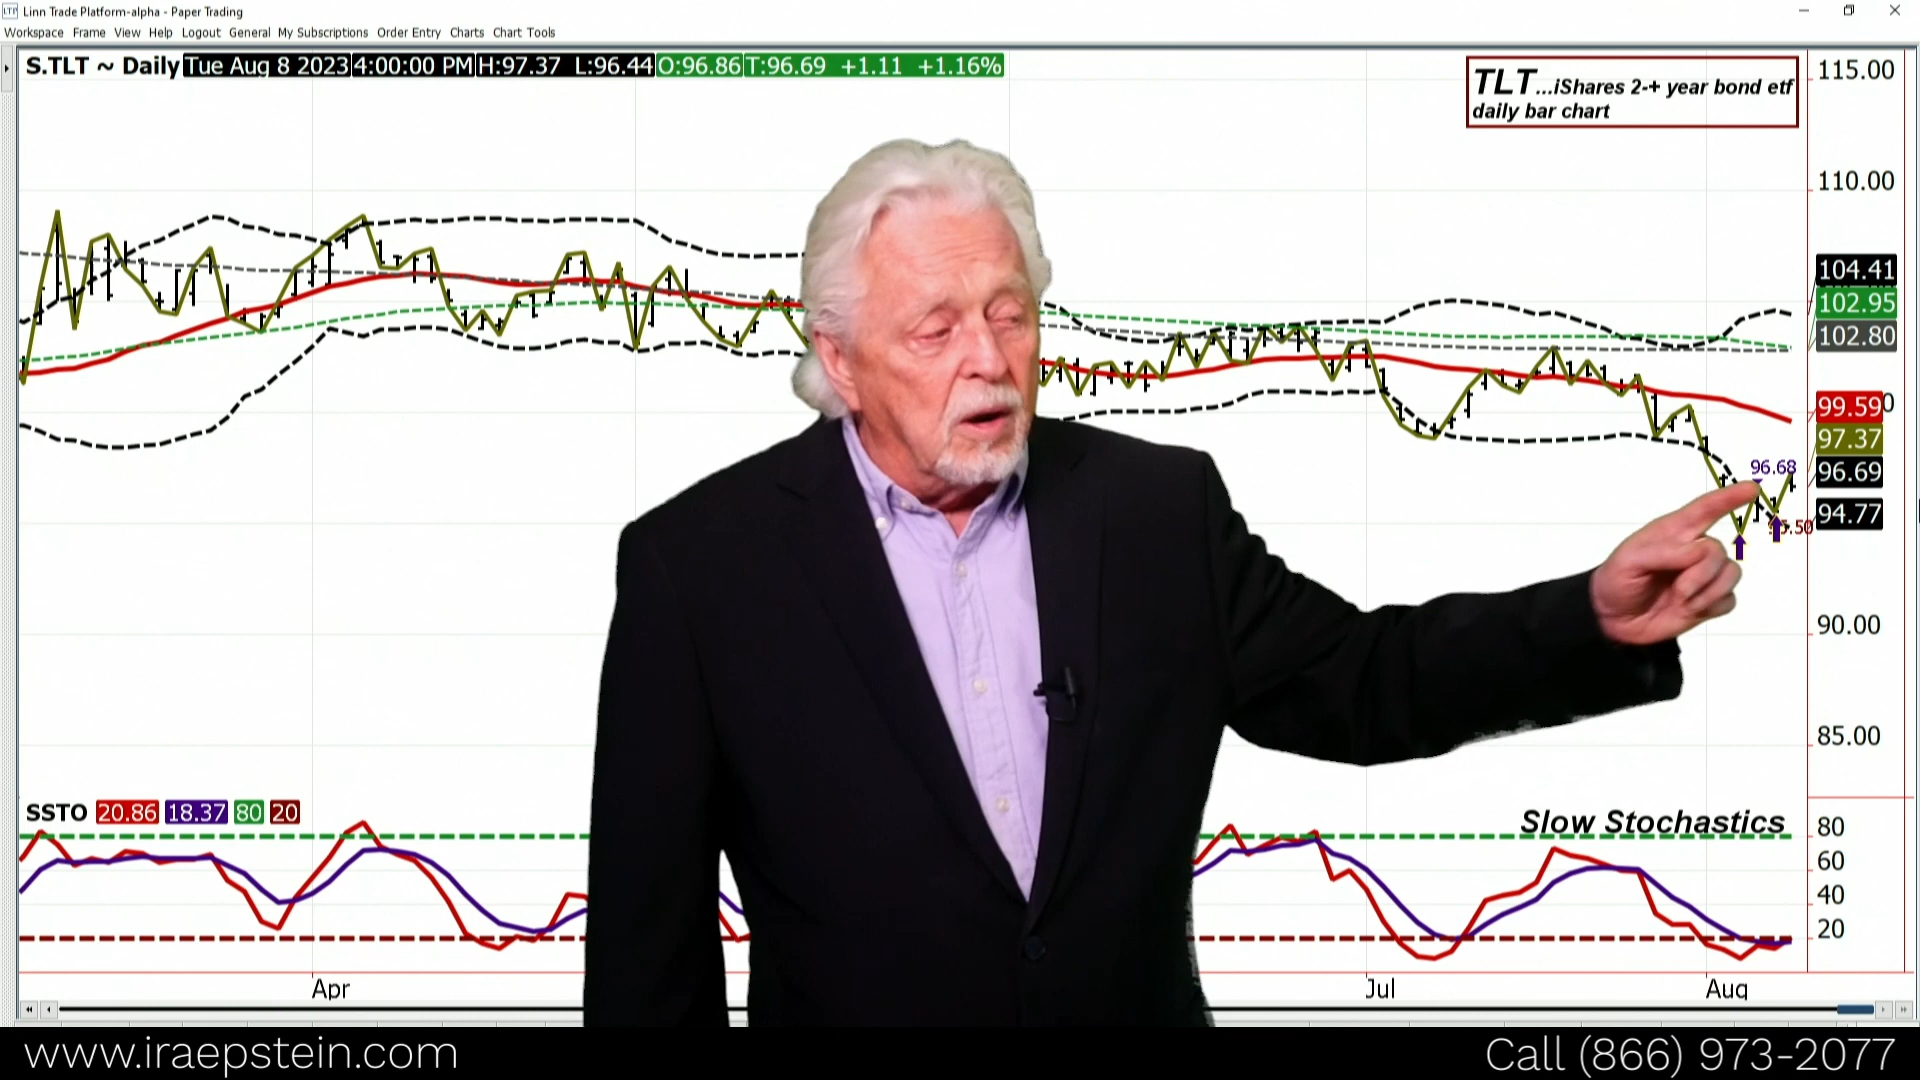 LTP Linn Trade Platform-alpha - Paper Trading
Workspace Frame View Help Logout General My Subscriptions Order Entry Charts Chart Tools
S.TLT ~ Daily Tue Aug 8 2023 4:00:00 PM H:97.37 L:96.44 O:96.86 T:96.69 +1.11 +1.16%
TLT...iShares 2-+ year bond etf
daily bar chart
115.00
110.00
104.41
102.95
102.80
99.59
97.37
96.68
96.69
94.77
90.00
85.00
SSTO 20.86 18.37 80 20
Slow Stochastics
80
60
40
20
Apr Jul Aug
www.iraepstein.com Call (866) 973-2077